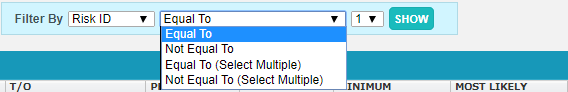 Filter By Risk ID Equal To 1 SHOW
Equal To
Not Equal To
Equal To (Select Multiple)
Not Equal To (Select Multiple)
T/O MOST LIKELY